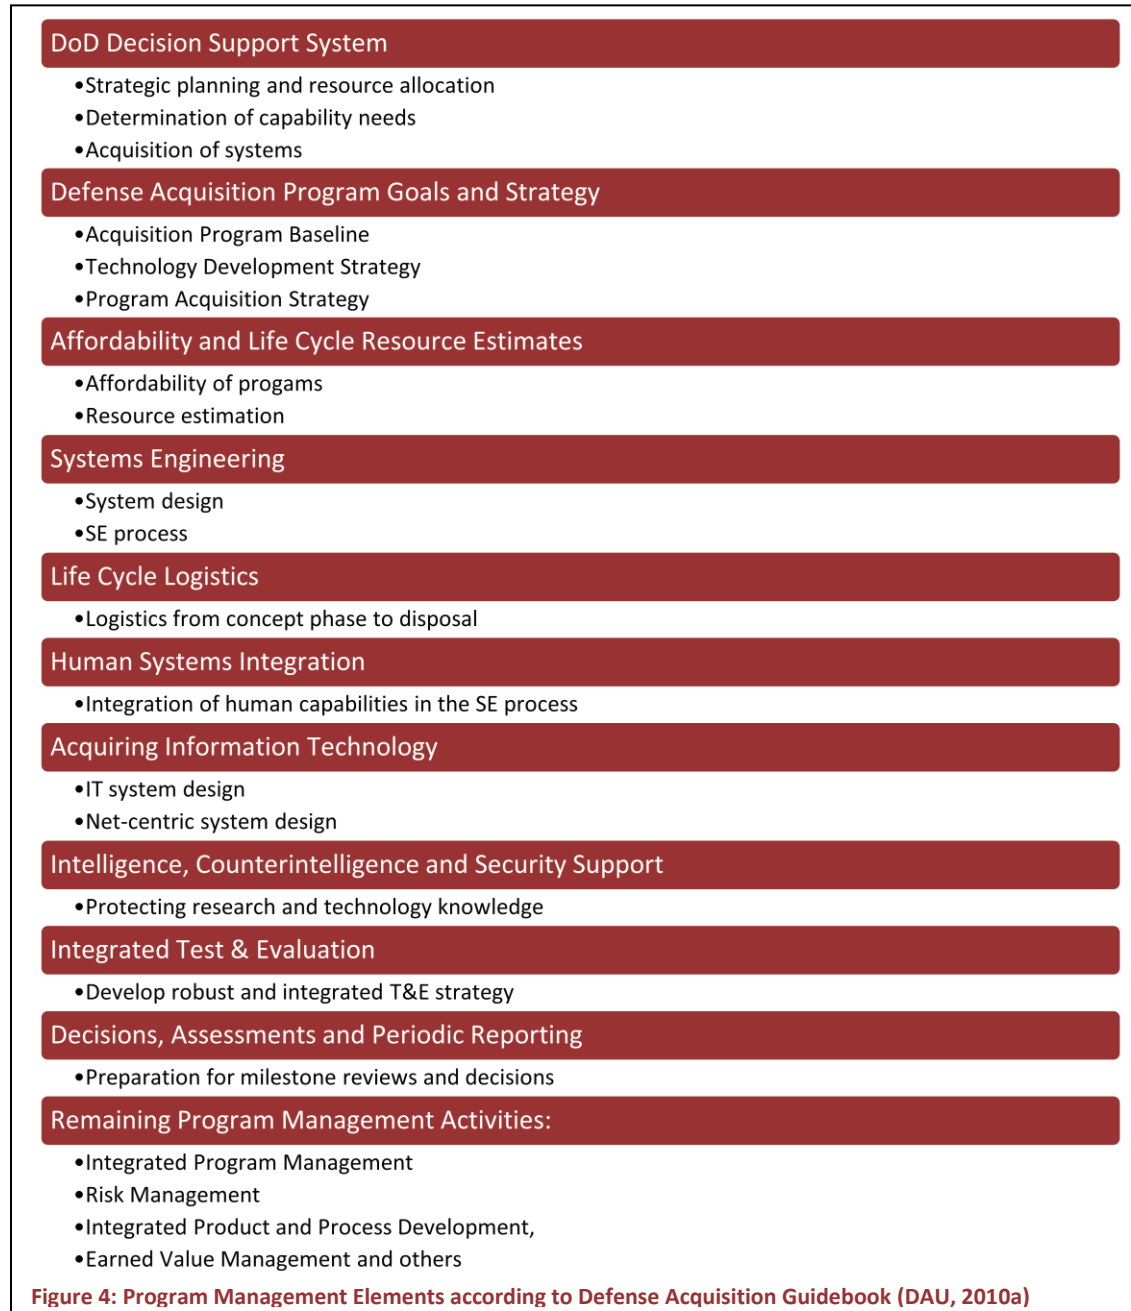 DoD Decision Support System
•Strategic planning and resource allocation
•Determination of capability needs
•Acquisition of systems
Defense Acquisition Program Goals and Strategy
•Acquisition Program Baseline
•Technology Development Strategy
•Program Acquisition Strategy
Affordability and Life Cycle Resource Estimates
•Affordability of progams
•Resource estimation
Systems Engineering
•System design
•SE process
Life Cycle Logistics
•Logistics from concept phase to disposal
Human Systems Integration
•Integration of human capabilities in the SE process
Acquiring Information Technology
•IT system design
•Net-centric system design
Intelligence, Counterintelligence and Security Support
•Protecting research and technology knowledge
Integrated Test & Evaluation
•Develop robust and integrated T&E strategy
Decisions, Assessments and Periodic Reporting
•Preparation for milestone reviews and decisions
Remaining Program Management Activities:
•Integrated Program Management
•Risk Management
•Integrated Product and Process Development,
•Earned Value Management and others
Figure 4: Program Management Elements according to Defense Acquisition Guidebook (DAU, 2010a)